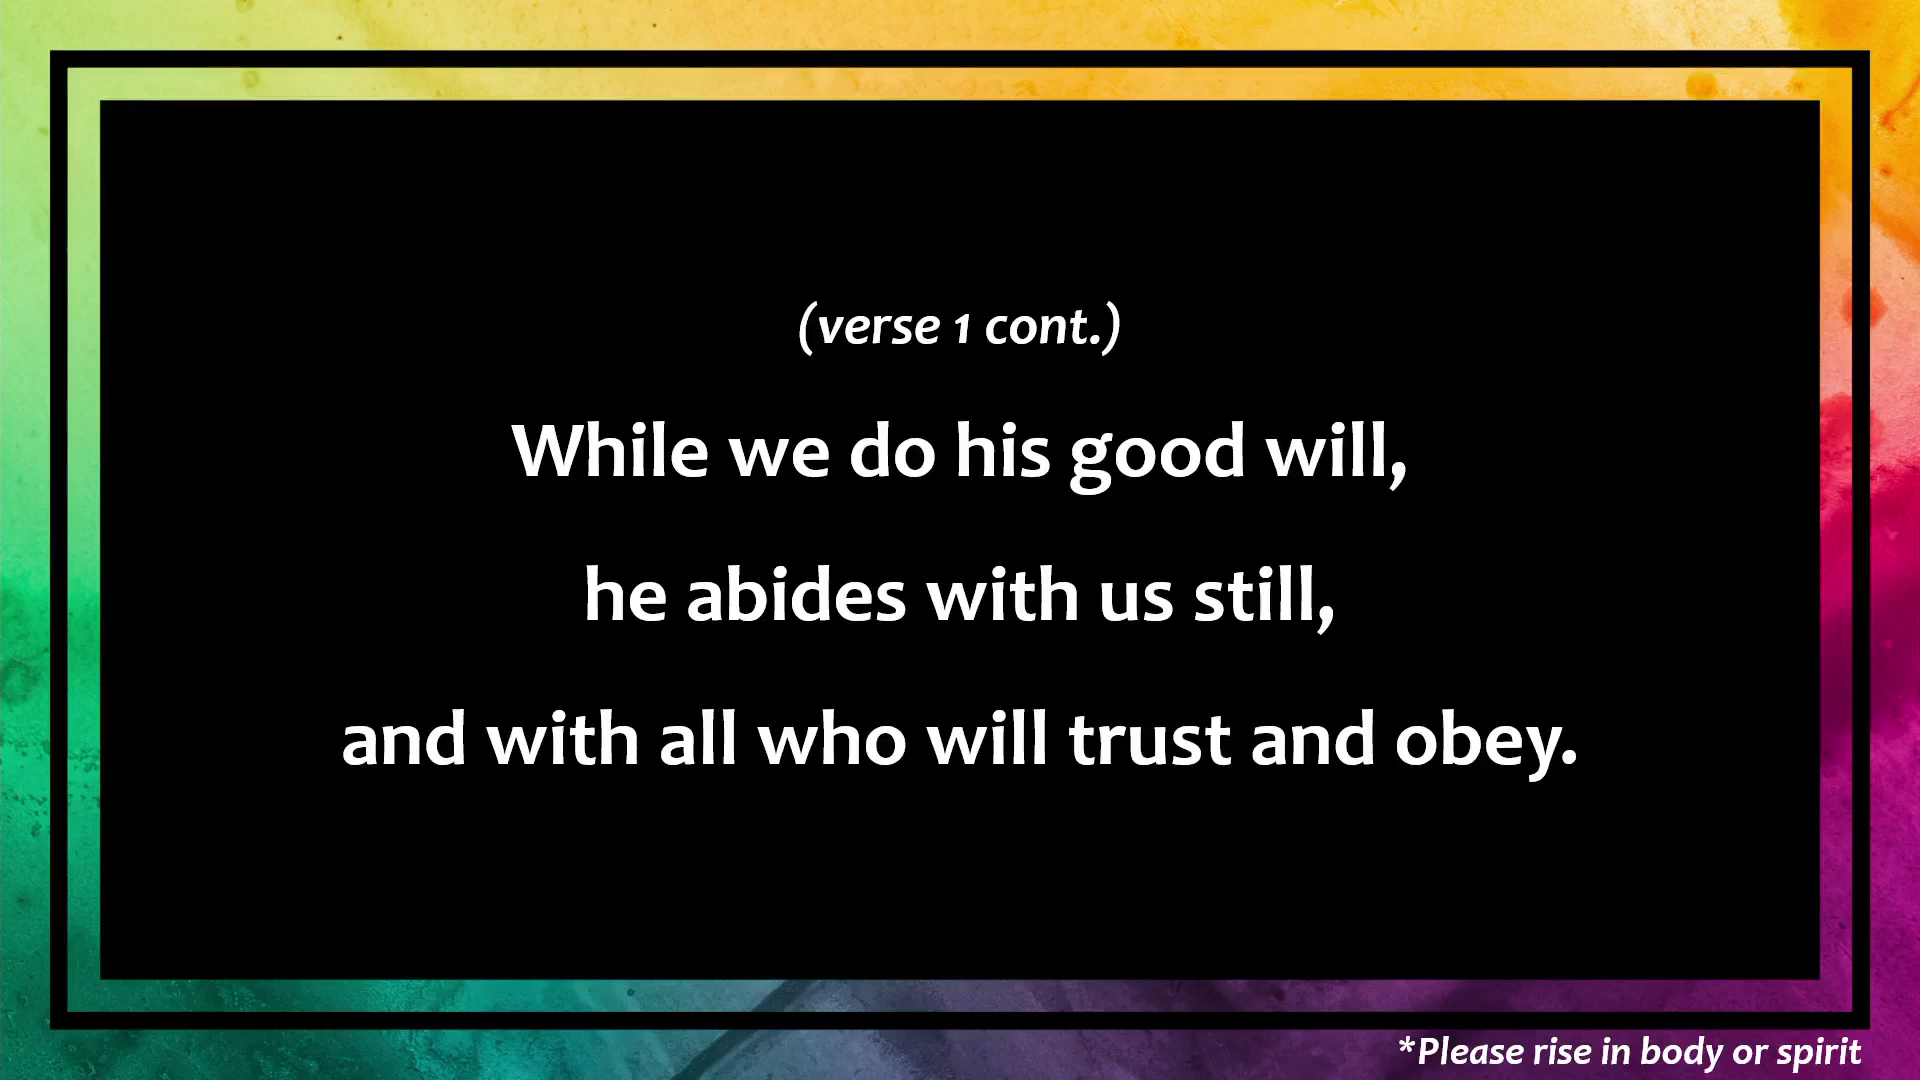 (verse 1 cont.)
While we do his good will,
he abides with us still,
and with all who will trust and obey.
*Please rise in body or spirit